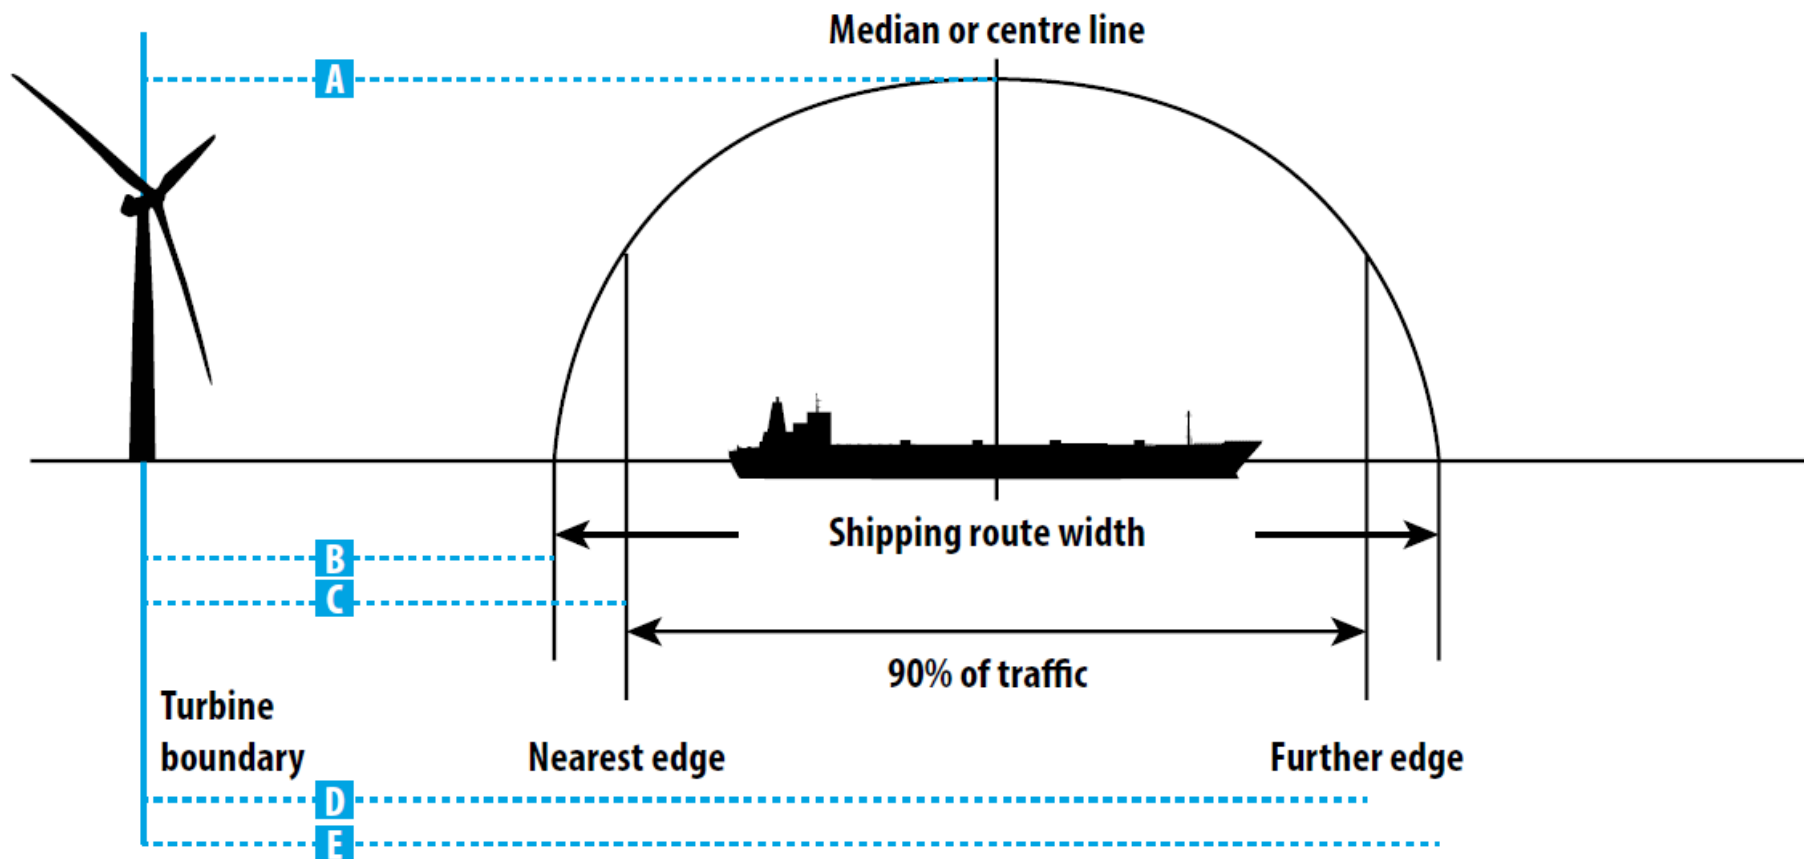 Median or centre line
A
Shipping route width
B
C
90% of traffic
Turbine
boundary
Nearest edge
Further edge
D
E